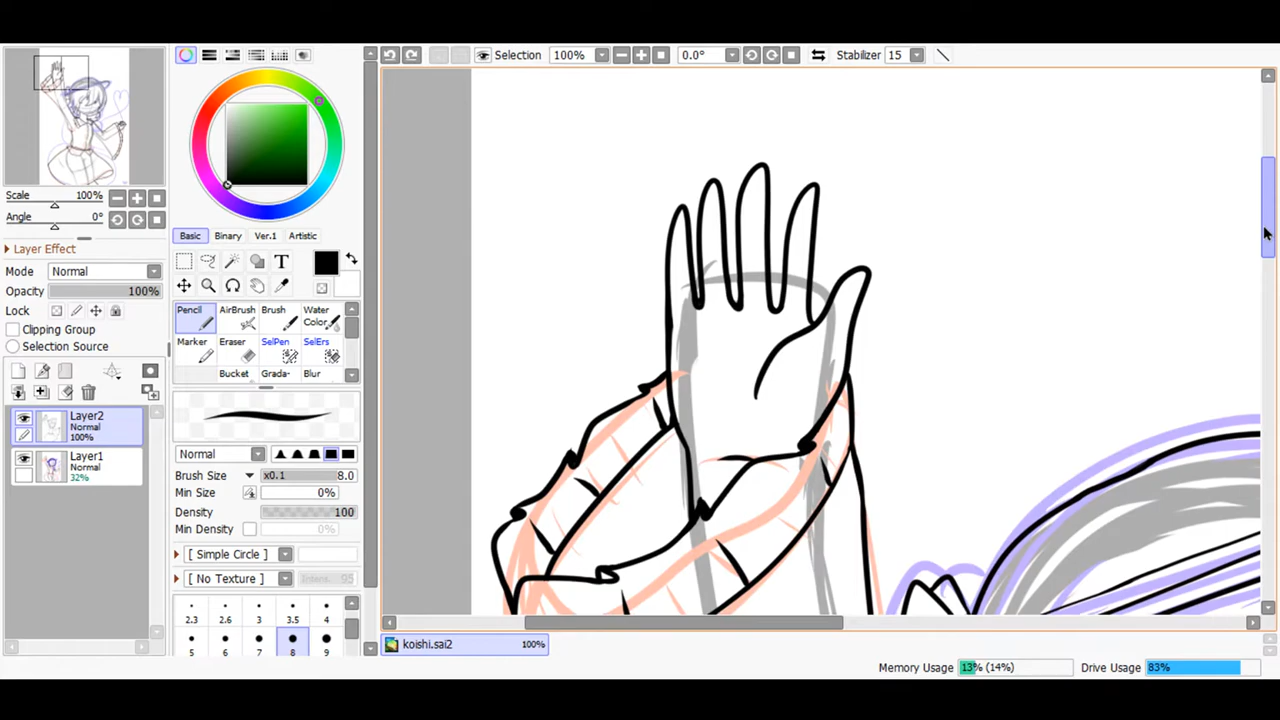 Selection 100% 0.0° Stabilizer 15
Scale 100%
Angle 0°
Layer Effect
Mode Normal
Opacity 100%
Lock
Clipping Group
Selection Source
Layer2
Normal
100%
Layer1
Normal
32%
Basic Binary Ver.1 Artistic
T
Pencil AirBrush Brush Water Color
Marker Eraser SelPen SelErs
Bucket Grada- Blur
Normal
Brush Size x0.1 8.0
Min Size 0%
Density 100
Min Density 0%
[ Simple Circle ]
[ No Texture ] Intens. 95
2.3 2.6 3 3.5 4
5 6 7 8 9
koishi.sai2 100%
Memory Usage 13% (14%) Drive Usage 83%